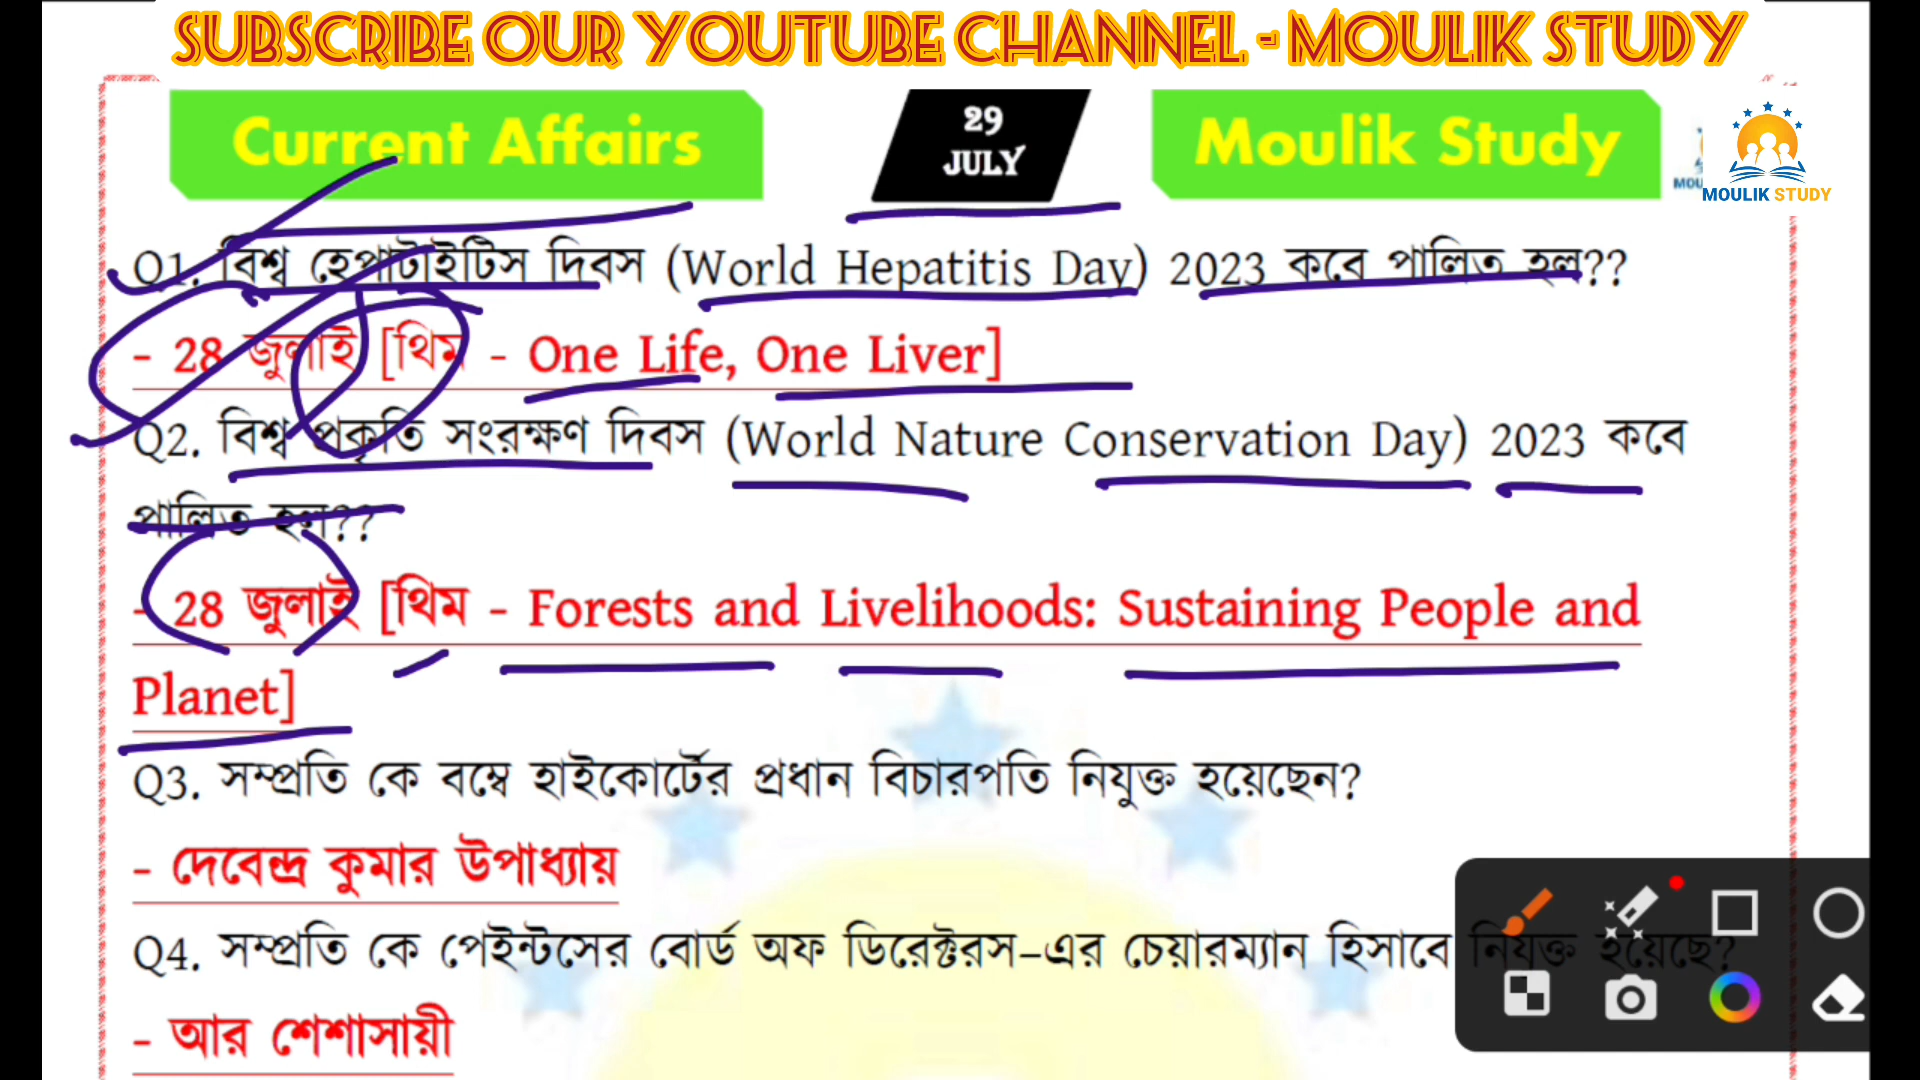 SUBSCRIBE OUR YOUTUBE CHANNEL - MOULIK STUDY
Current Affairs
29
JULY
Moulik Study
MOULIK STUDY
Q1. বিশ্ব হেপাটাইটিস দিবস (World Hepatitis Day) 2023 কবে পালিত হল??
- 28 জুলাই [থিম - One Life, One Liver]
Q2. বিশ্ব প্রকৃতি সংরক্ষণ দিবস (World Nature Conservation Day) 2023 কবে
পালিত হল??
- 28 জুলাই [থিম - Forests and Livelihoods: Sustaining People and
Planet]
Q3. সম্প্রতি কে বম্বে হাইকোর্টের প্রধান বিচারপতি নিযুক্ত হয়েছেন?
- দেবেন্দ্র কুমার উপাধ্যায়
Q4. সম্প্রতি কে পেইন্টসের বোর্ড অফ ডিরেক্টরস-এর চেয়ারম্যান হিসাবে নিযুক্ত হয়েছে?
- আর শেশাসায়ী